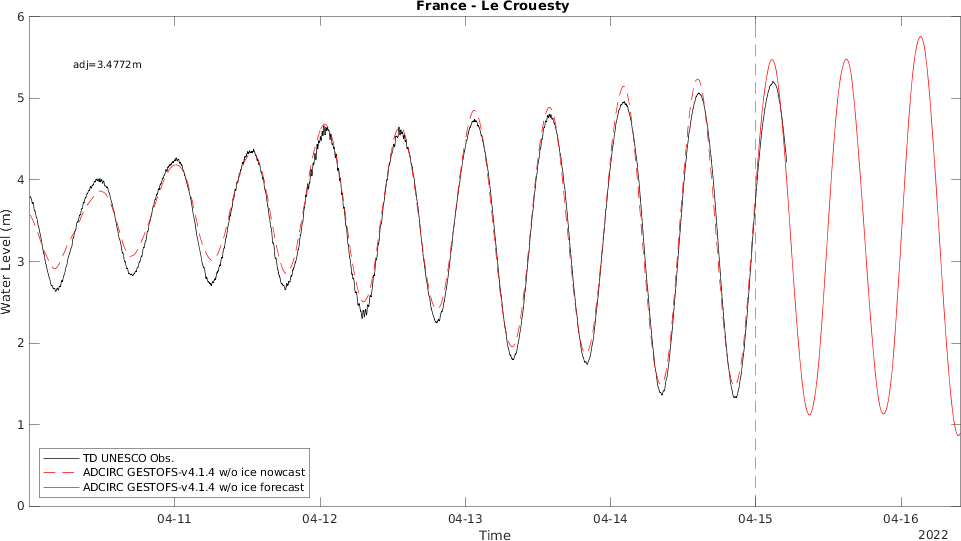 France - Le Crouesty
6
5
4
3
2
1
0
Water Level (m)
adj=3.4772m
TD UNESCO Obs.
ADCIRC GESTOFS-v4.1.4 w/o ice nowcast
ADCIRC GESTOFS-v4.1.4 w/o ice forecast
04-11 04-12 04-13 04-14 04-15 04-16
Time
2022